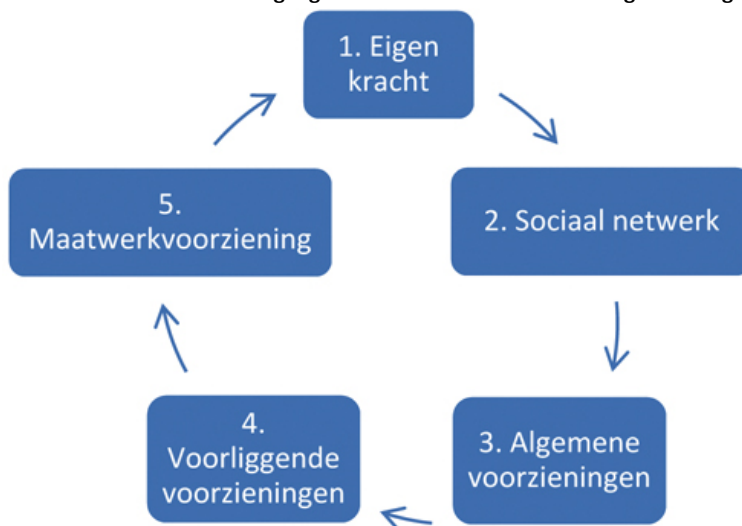 1. Eigen
kracht
2. Sociaal netwerk
3. Algemene
voorzieningen
4.
Voorliggende
voorzieningen
5.
Maatwerkvoorziening